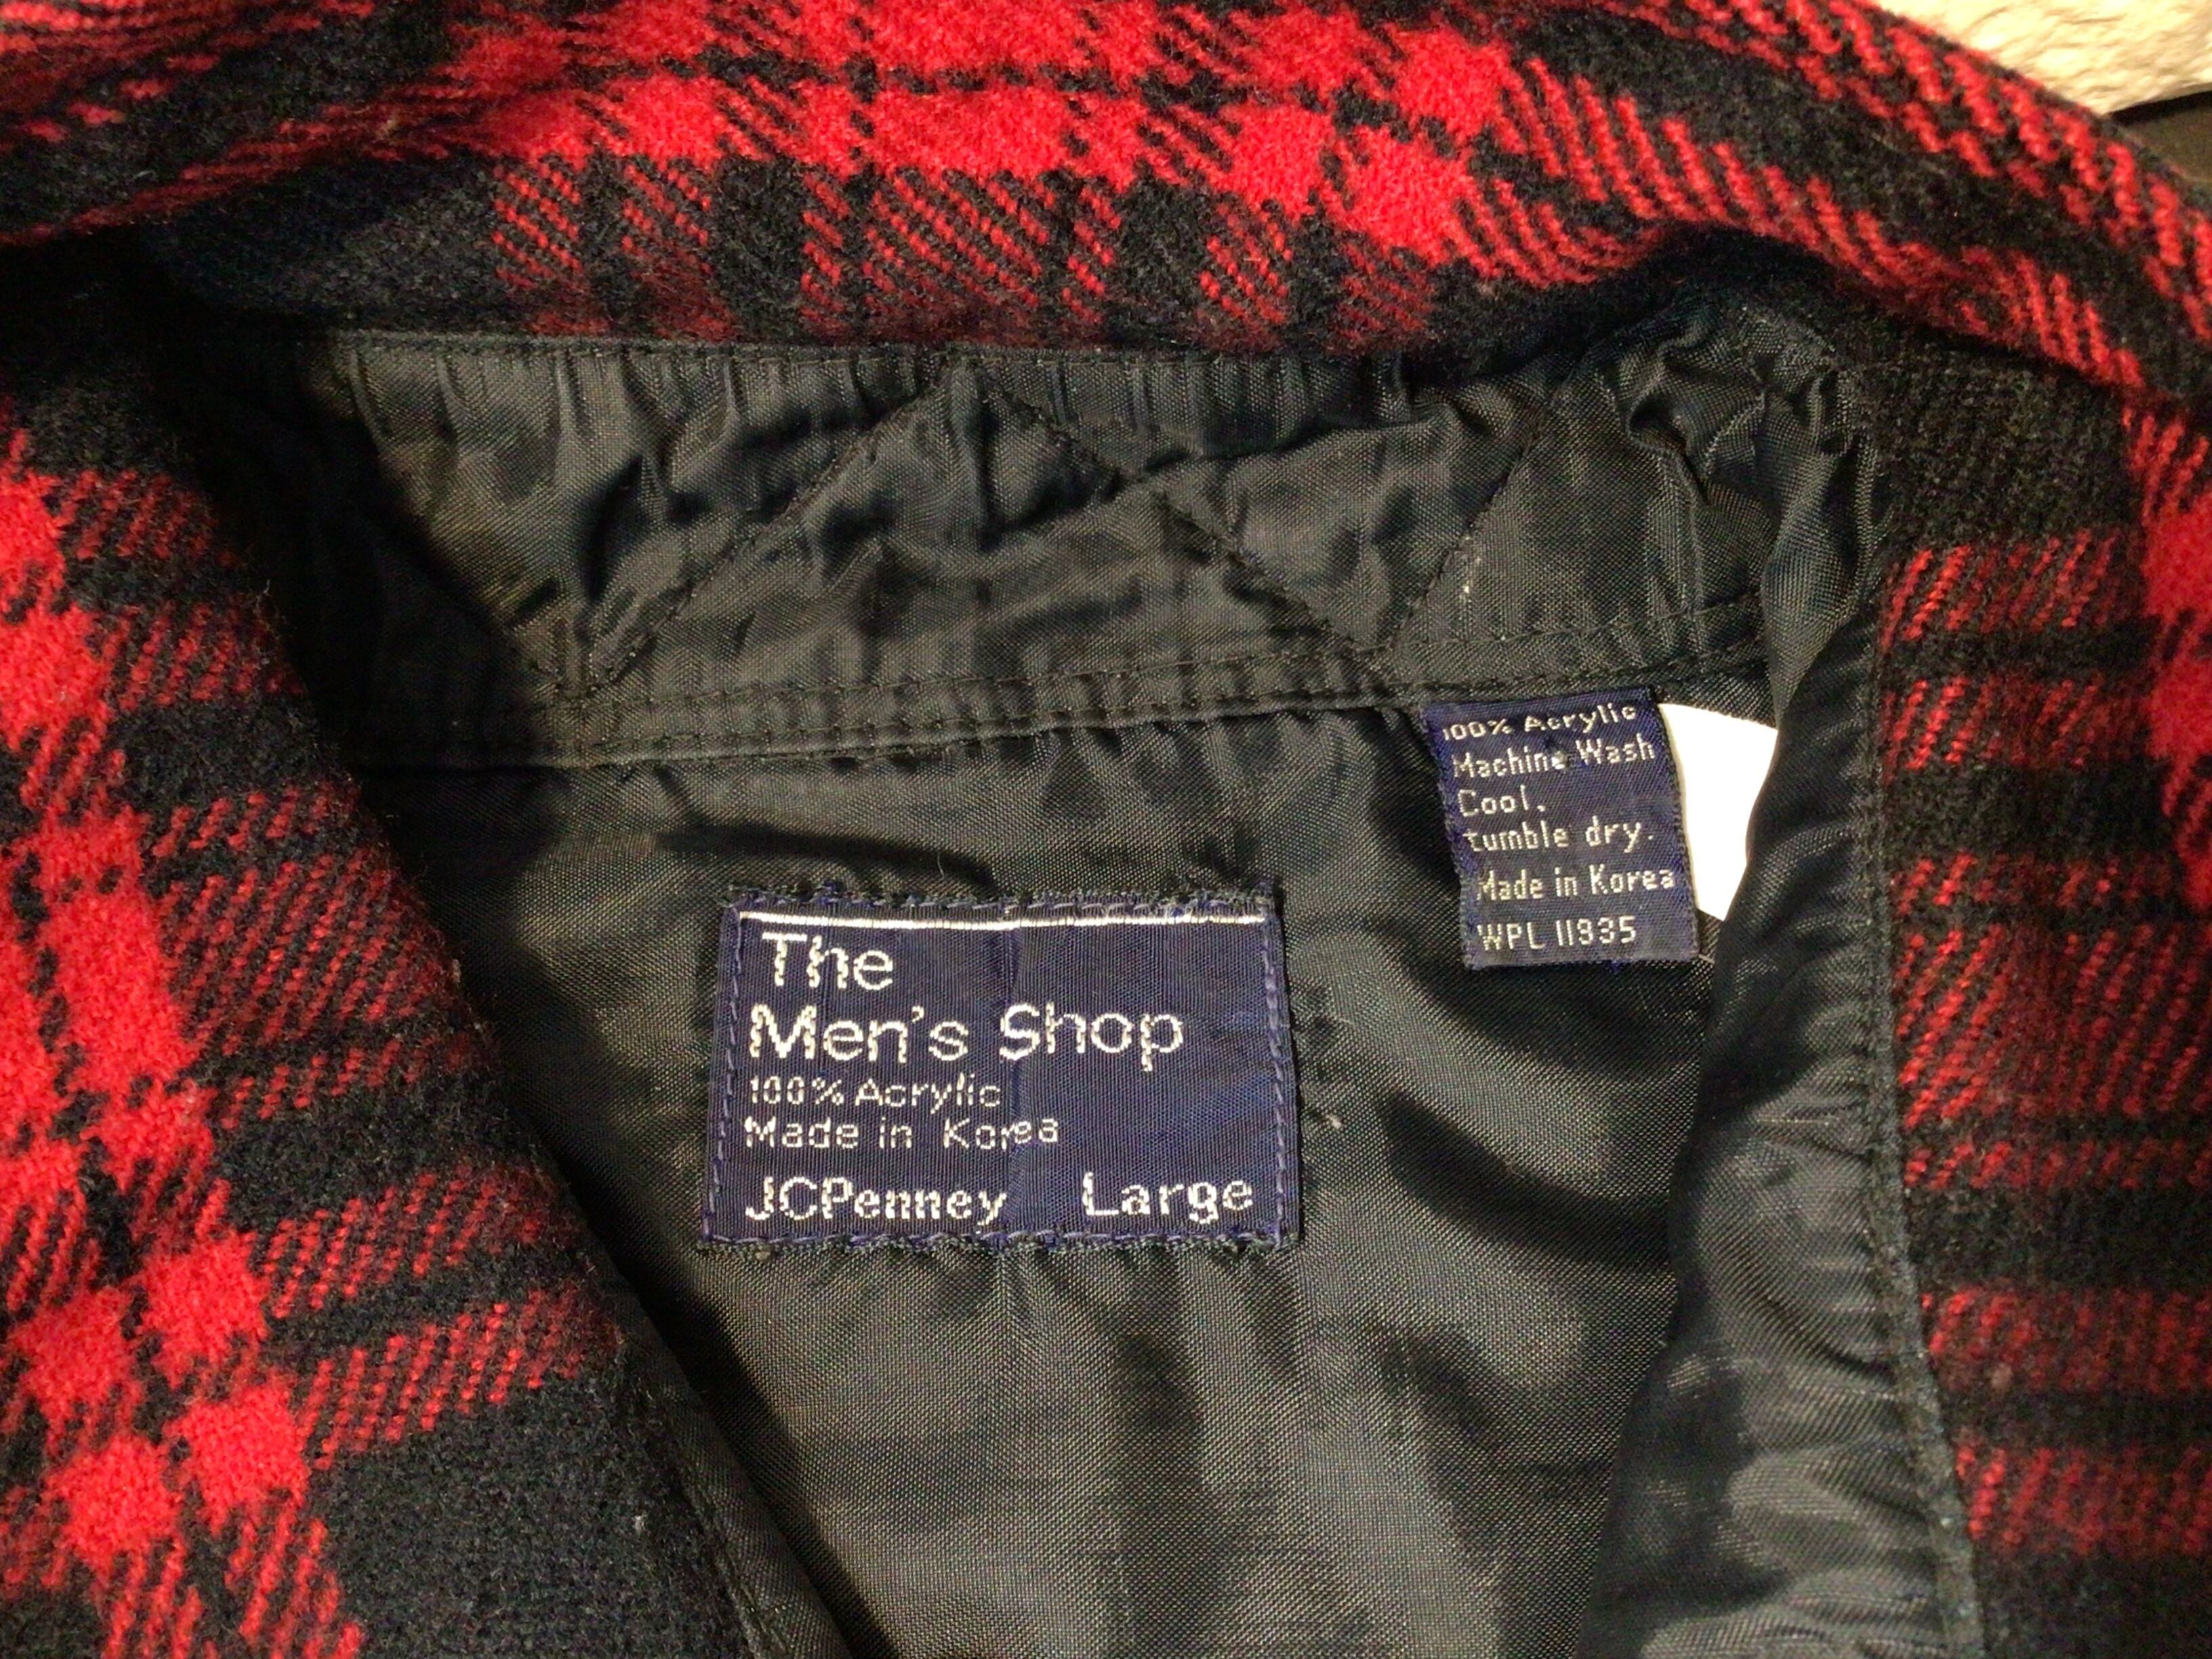 100% Acrylic
Machine Wash
Cool.
tumble dry.
Made in Korea
WPL 11935
The
Men's Shop
100% Acrylic
Made in Korea
JCPenney Large